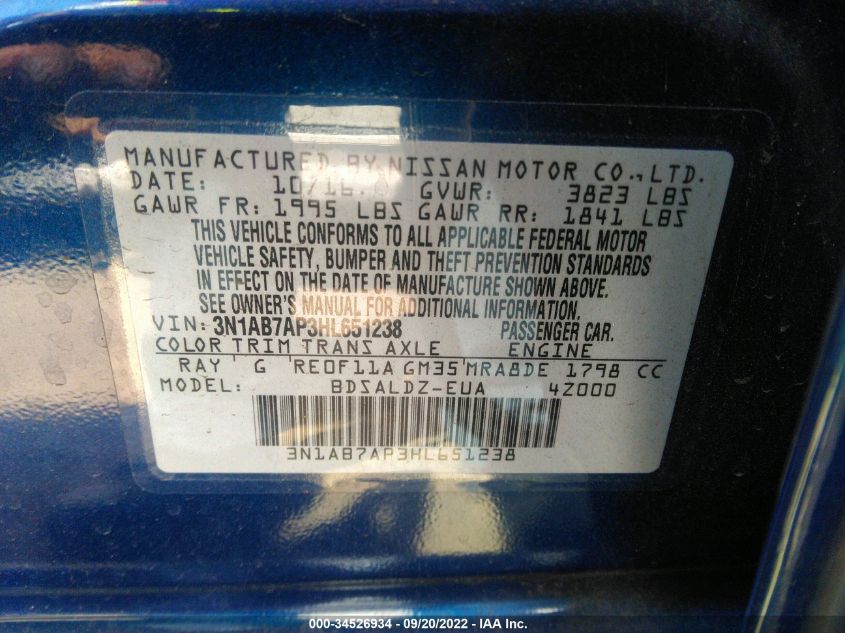 MANUFACTURED BY NISSAN MOTOR CO., LTD.
DATE: 10/16 GVWR: 3823 LBS
GAWR FR: 1995 LBS GAWR RR: 1841 LBS
THIS VEHICLE CONFORMS TO ALL APPLICABLE FEDERAL MOTOR
VEHICLE SAFETY, BUMPER AND THEFT PREVENTION STANDARDS
IN EFFECT ON THE DATE OF MANUFACTURE SHOWN ABOVE.
SEE OWNER'S MANUAL FOR ADDITIONAL INFORMATION.
VIN: 3N1AB7AP3HL651238 PASSENGER CAR.
COLOR TRIM TRANS AXLE ENGINE
RAY G RE0F11A GM35 MRA8DE 1798 CC
MODEL: BDSALDZ-EUA 4Z000
3N1AB7AP3HL651238
000-34526934 - 09/20/2022 - IAA Inc.